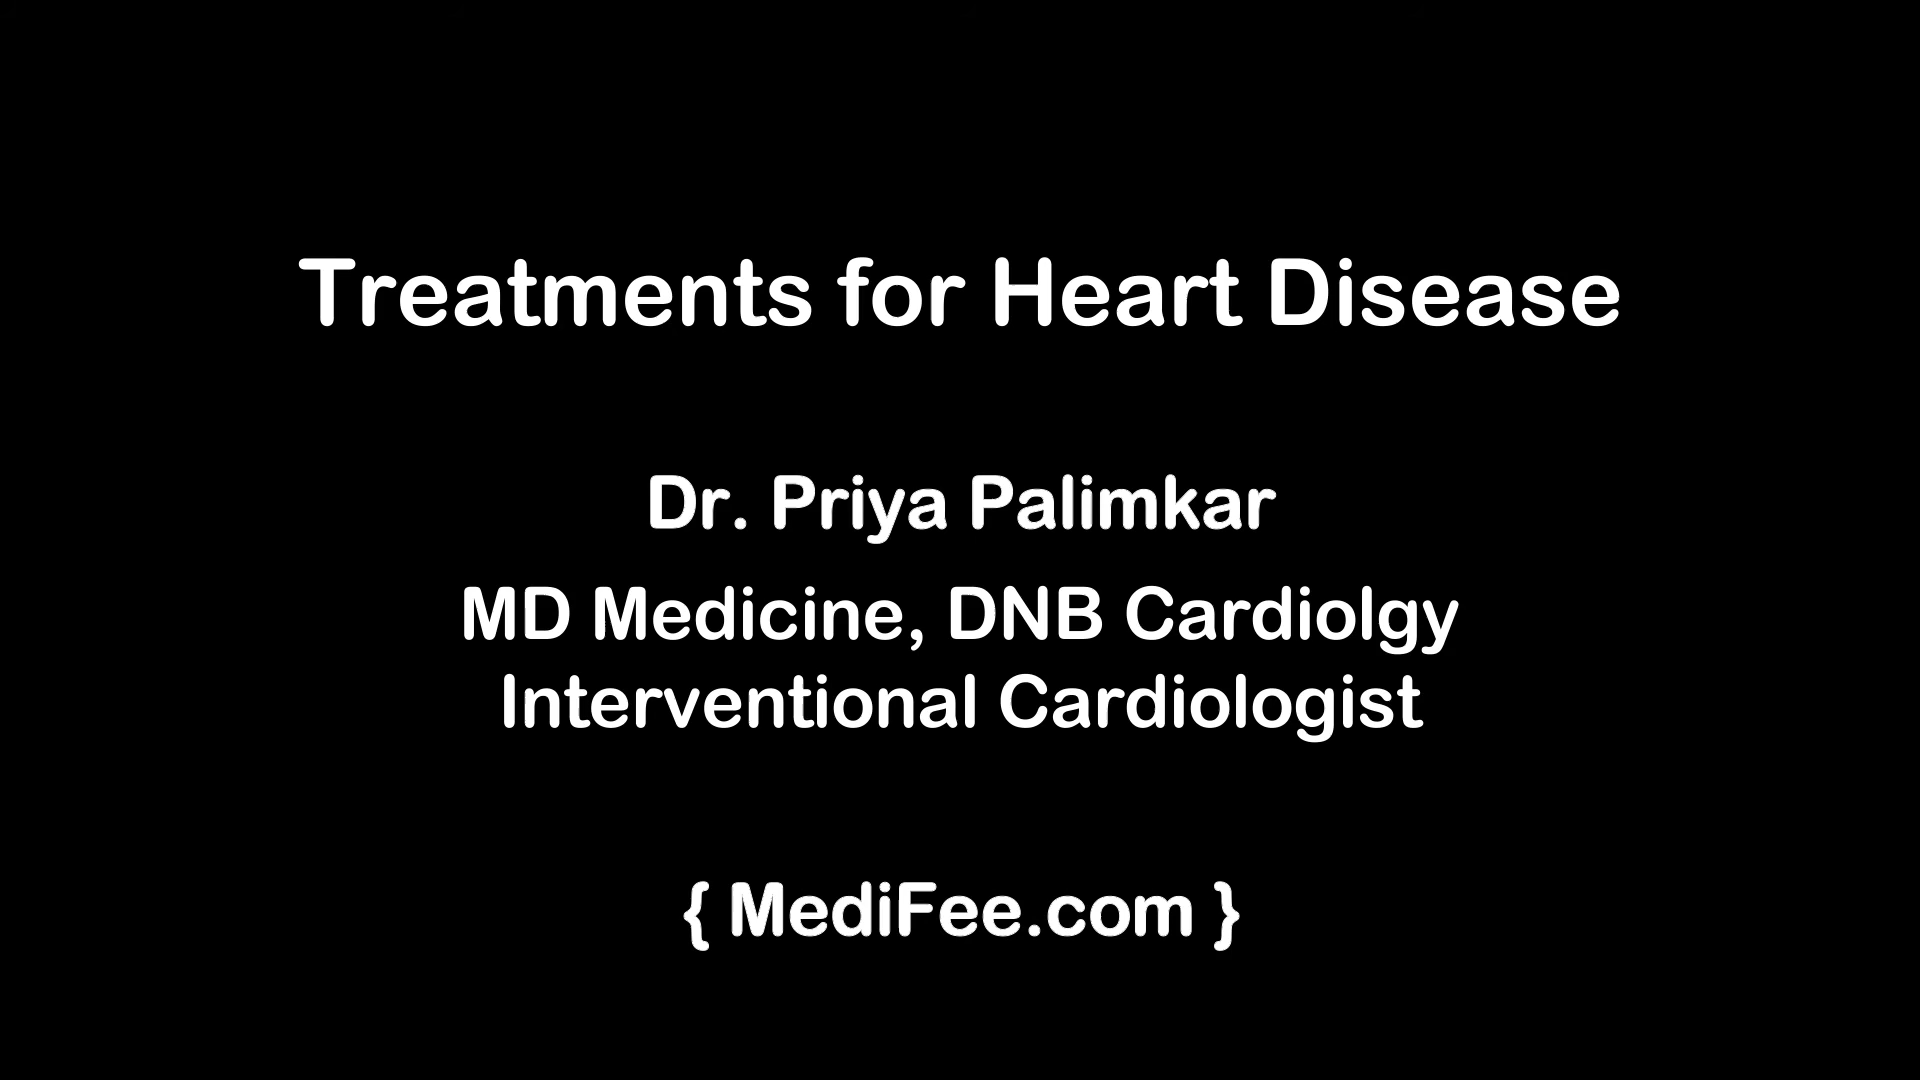 Treatments for Heart Disease
Dr. Priya Palimkar
MD Medicine, DNB Cardiolgy
Interventional Cardiologist
{ MediFee.com }